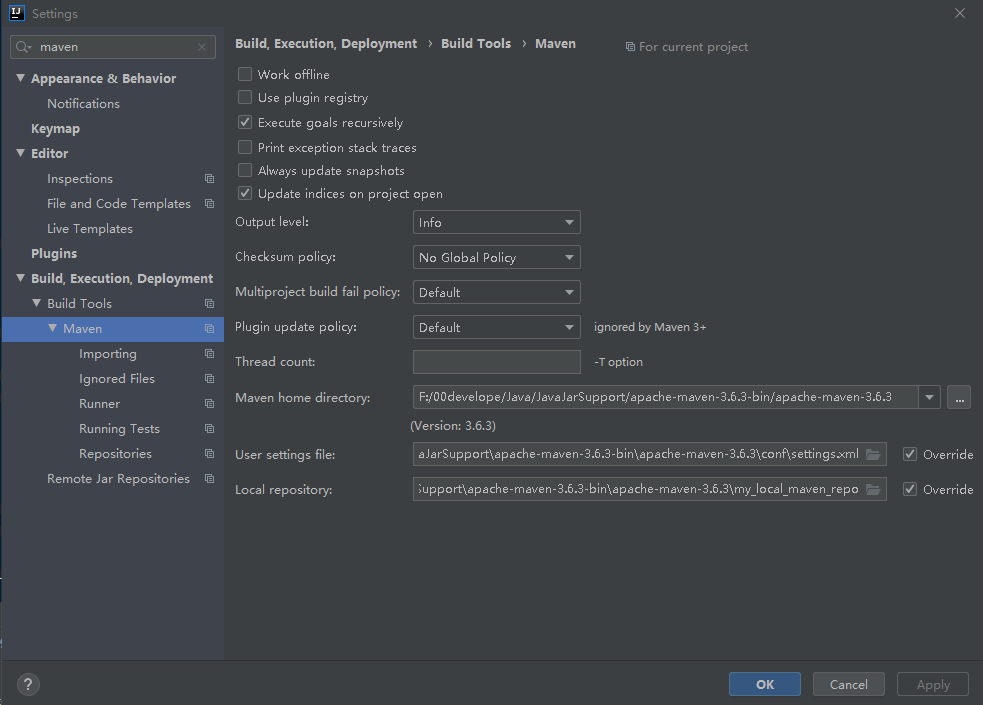 Settings
maven
Appearance & Behavior
Notifications
Keymap
Editor
Inspections
File and Code Templates
Live Templates
Plugins
Build, Execution, Deployment
Build Tools
Maven
Importing
Ignored Files
Runner
Running Tests
Repositories
Remote Jar Repositories
Build, Execution, Deployment › Build Tools › Maven For current project
Work offline
Use plugin registry
Execute goals recursively
Print exception stack traces
Always update snapshots
Update indices on project open
Output level: Info
Checksum policy: No Global Policy
Multiproject build fail policy: Default
Plugin update policy: Default ignored by Maven 3+
Thread count: -T option
Maven home directory: F:/00develope/Java/JavaJarSupport/apache-maven-3.6.3-bin/apache-maven-3.6.3 ...
(Version: 3.6.3)
User settings file: aJarSupport\apache-maven-3.6.3-bin\apache-maven-3.6.3\conf\settings.xml Override
Local repository: Support\apache-maven-3.6.3-bin\apache-maven-3.6.3\my_local_maven_repo Override
? OK Cancel Apply